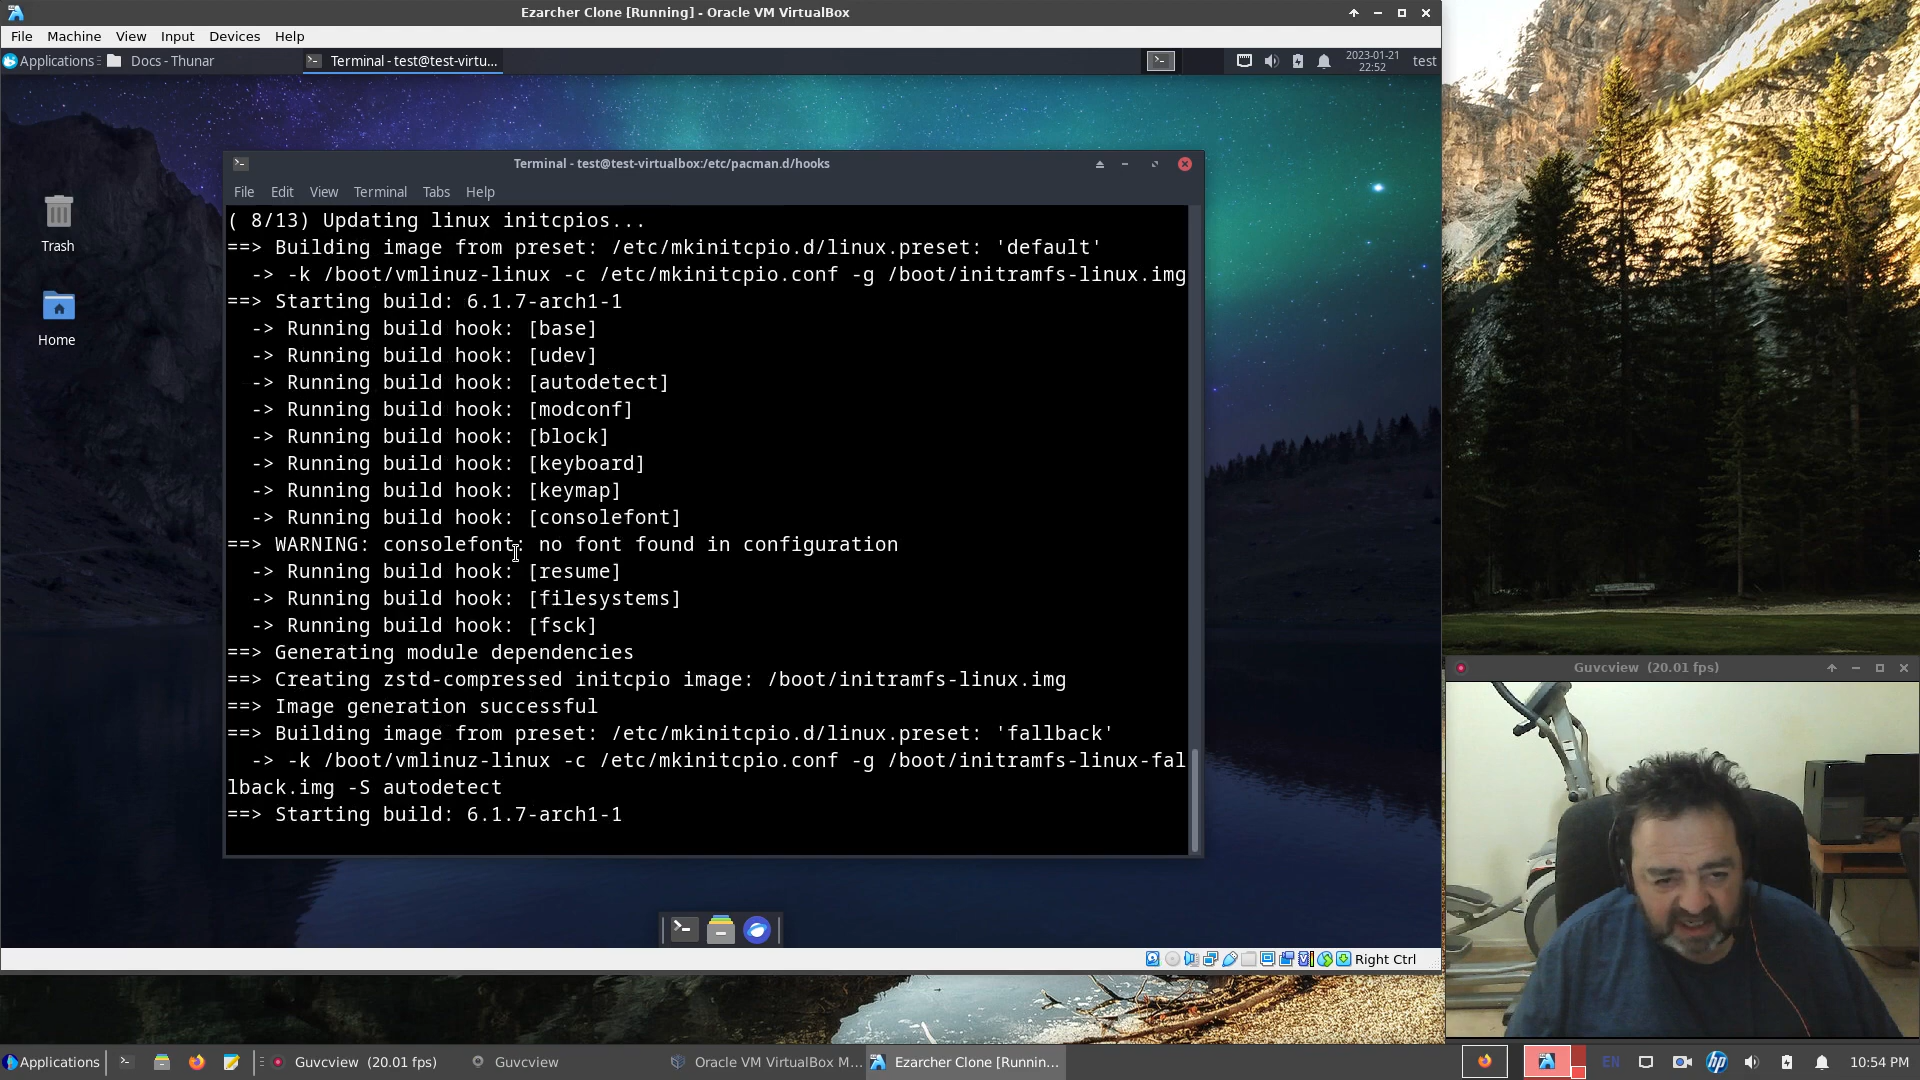 Ezarcher Clone [Running] - Oracle VM VirtualBox
File Machine View Input Devices Help
Applications Docs - Thunar Terminal - test@test-virtu... 2023-01-21 22:52 test
Trash
Home
Terminal - test@test-virtualbox:/etc/pacman.d/hooks
File Edit View Terminal Tabs Help
( 8/13) Updating linux initcpios...
==> Building image from preset: /etc/mkinitcpio.d/linux.preset: 'default'
-> -k /boot/vmlinuz-linux -c /etc/mkinitcpio.conf -g /boot/initramfs-linux.img
==> Starting build: 6.1.7-arch1-1
-> Running build hook: [base]
-> Running build hook: [udev]
-> Running build hook: [autodetect]
-> Running build hook: [modconf]
-> Running build hook: [block]
-> Running build hook: [keyboard]
-> Running build hook: [keymap]
-> Running build hook: [consolefont]
==> WARNING: consolefont: no font found in configuration
-> Running build hook: [resume]
-> Running build hook: [filesystems]
-> Running build hook: [fsck]
==> Generating module dependencies
==> Creating zstd-compressed initcpio image: /boot/initramfs-linux.img
==> Image generation successful
==> Building image from preset: /etc/mkinitcpio.d/linux.preset: 'fallback'
-> -k /boot/vmlinuz-linux -c /etc/mkinitcpio.conf -g /boot/initramfs-linux-fal
lback.img -S autodetect
==> Starting build: 6.1.7-arch1-1
Right Ctrl
Guvcview (20.01 fps)
Applications Guvcview (20.01 fps) Guvcview Oracle VM VirtualBox M... Ezarcher Clone [Runnin... EN hp 10:54 PM